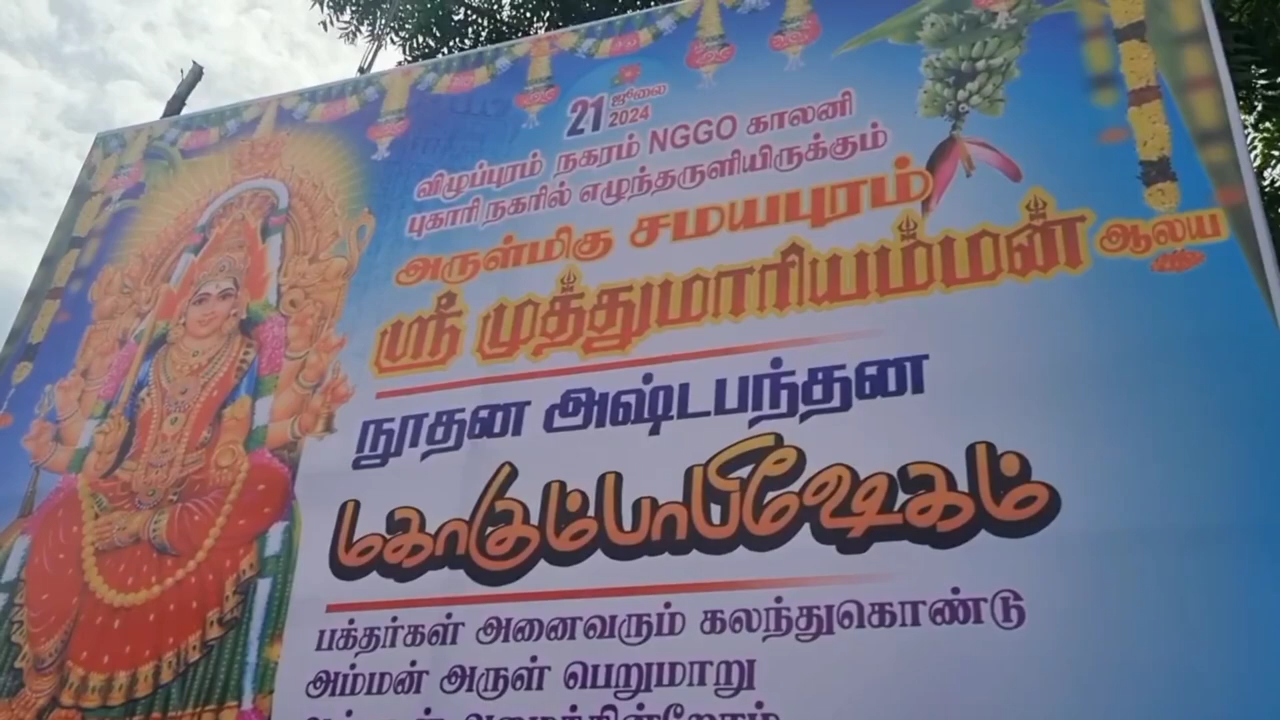 21 ஜூலை 2024
விழுப்புரம் நகரம் NGGO காலனி
புகாரி நகரில் எழுந்தருளியிருக்கும்
அருள்மிகு சமயபுரம்
ஸ்ரீ முத்துமாரியம்மன் ஆலய
நூதன அஷ்டபந்தன
மகாகும்பாபிஷேகம்
பக்தர்கள் அனைவரும் கலந்துகொண்டு
அம்மன் அருள் பெறுமாறு